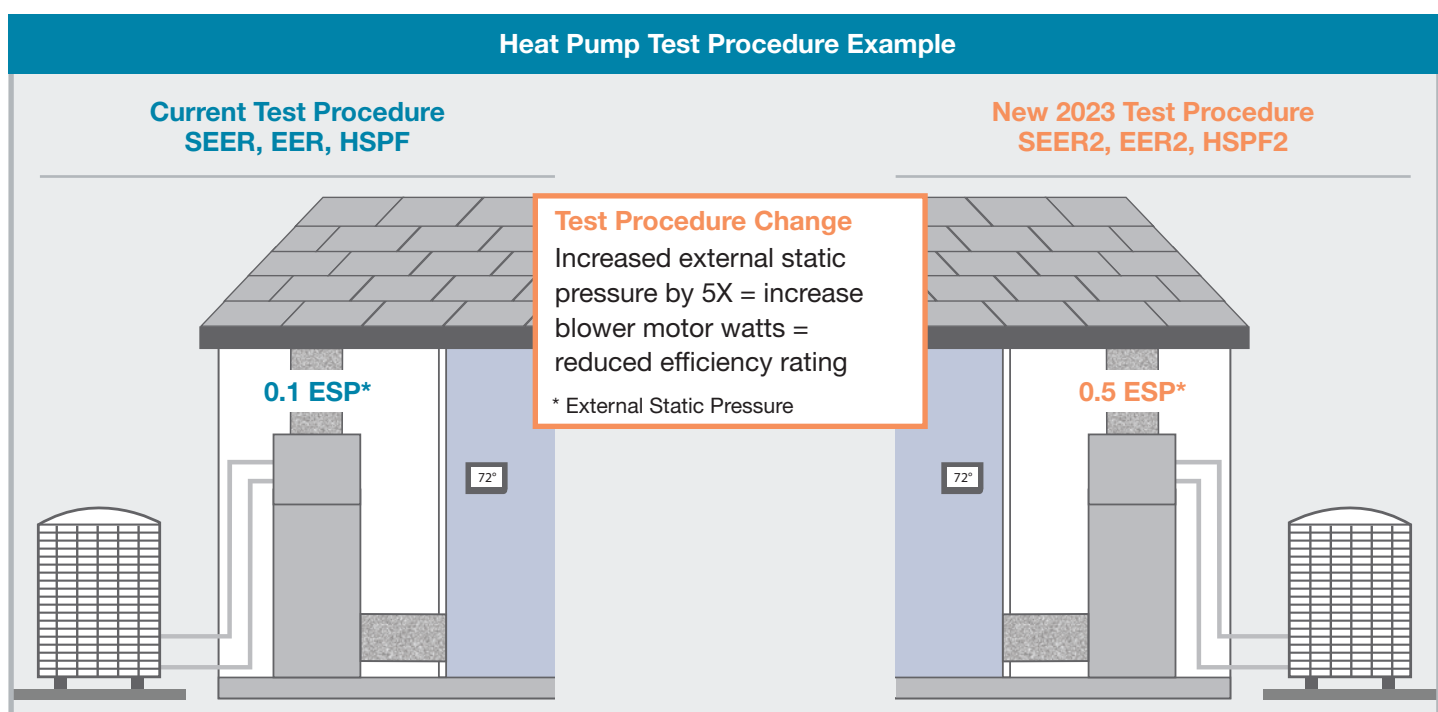 Heat Pump Test Procedure Example
Current Test Procedure
SEER, EER, HSPF
New 2023 Test Procedure
SEER2, EER2, HSPF2
Test Procedure Change
Increased external static
pressure by 5X = increase
blower motor watts =
reduced efficiency rating
* External Static Pressure
0.1 ESP*
0.5 ESP*
72°
72°